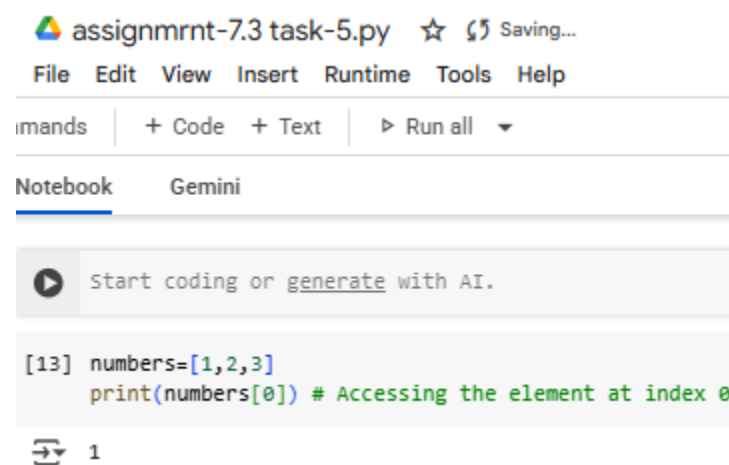 assignmrnt-7.3 task-5.py Saving...
File Edit View Insert Runtime Tools Help
mands + Code + Text Run all
Notebook Gemini
Start coding or generate with AI.
[13] numbers=[1,2,3]
print(numbers[0]) # Accessing the element at index 0
1